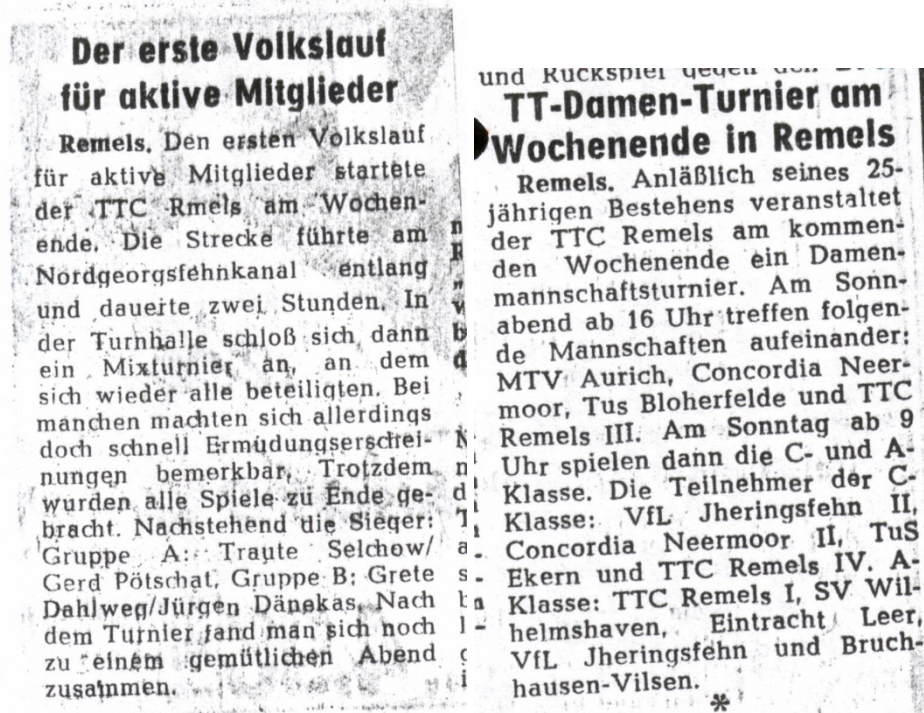 Der erste Volkslauf
für aktive Mitglieder
Remels. Den ersten Volkslauf
für aktive Mitglieder startete
der TTC Rmels am Wochen-
ende. Die Strecke führte am
Nordgeorgsfehnkanal entlang
und dauerte zwei Stunden. In
der Turnhalle schloß sich dann
ein Mixturnier an, an dem
sich wieder alle beteiligten. Bei
manchen machten sich allerdings
doch schnell Ermüdungserschei-
nungen bemerkbar. Trotzdem
wurden alle Spiele zu Ende ge-
bracht. Nachstehend die Sieger:
Gruppe A: Traute Selchow/
Gerd Pötschat, Gruppe B: Grete
Dahlweg/Jürgen Dänekas. Nach
dem Turnier fand man sich noch
zu einem gemütlichen Abend
zusammen.
und Rückspiel gegen den
TT-Damen-Turnier am
Wochenende in Remels
Remels. Anläßlich seines 25-
jährigen Bestehens veranstaltet
der TTC Remels am kommen-
den Wochenende ein Damen-
mannschaftsturnier. Am Sonn-
abend ab 16 Uhr treffen folgen-
de Mannschaften aufeinander:
MTV Aurich, Concordia Neer-
moor, Tus Bloherfelde und TTC
Remels III. Am Sonntag ab 9
Uhr spielen dann die C- und A-
Klasse. Die Teilnehmer der C-
Klasse: VfL Jheringsfehn II,
Concordia Neermoor II, TuS
Ekern und TTC Remels IV. A-
Klasse: TTC Remels I, SV Wil-
helmshaven, Eintracht Leer,
VfL Jheringsfehn und Bruch-
hausen-Vilsen.
*